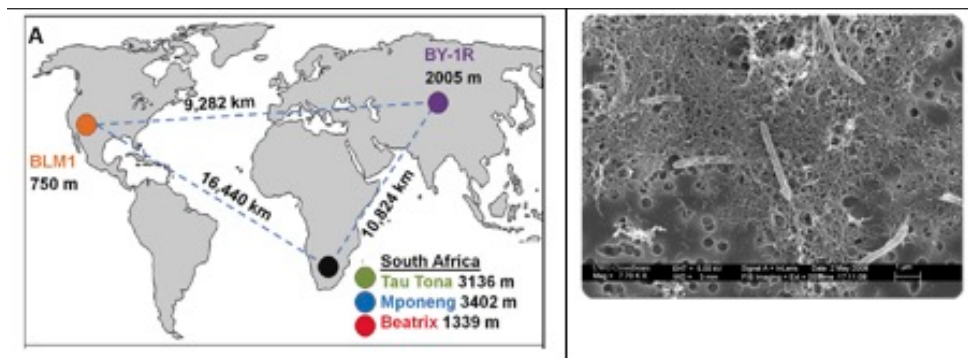 A
BY-1R
2005 m
9,282 km
BLM1
750 m
16,440 km
10,824 km
South Africa
Tau Tona 3136 m
Mponeng 3402 m
Beatrix 1339 m